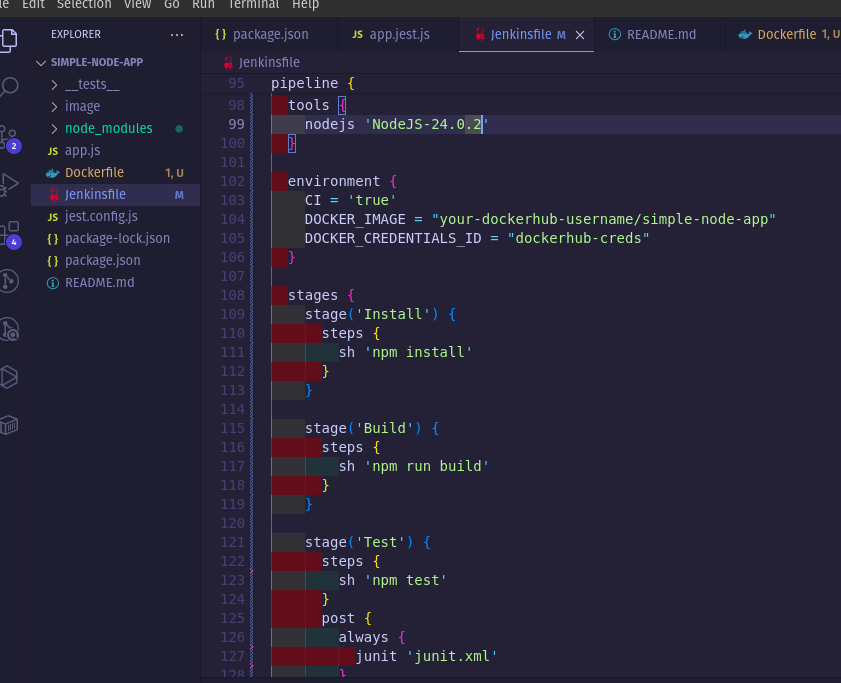 le Edit Selection View Go Run Terminal Help
EXPLORER ...
SIMPLE-NODE-APP
__tests__
image
node_modules
app.js
Dockerfile 1, U
Jenkinsfile M
jest.config.js
package-lock.json
package.json
README.md
2
4
package.json
app.jest.js
Jenkinsfile M
README.md
Dockerfile 1, U
Jenkinsfile
95 pipeline {
98 tools {
99 nodejs 'NodeJS-24.0.2'
100 }
101
102 environment {
103 CI = 'true'
104 DOCKER_IMAGE = "your-dockerhub-username/simple-node-app"
105 DOCKER_CREDENTIALS_ID = "dockerhub-creds"
106 }
107
108 stages {
109 stage('Install') {
110 steps {
111 sh 'npm install'
112 }
113 }
114
115 stage('Build') {
116 steps {
117 sh 'npm run build'
118 }
119 }
120
121 stage('Test') {
122 steps {
123 sh 'npm test'
124 }
125 post {
126 always {
127 junit 'junit.xml'
128 }